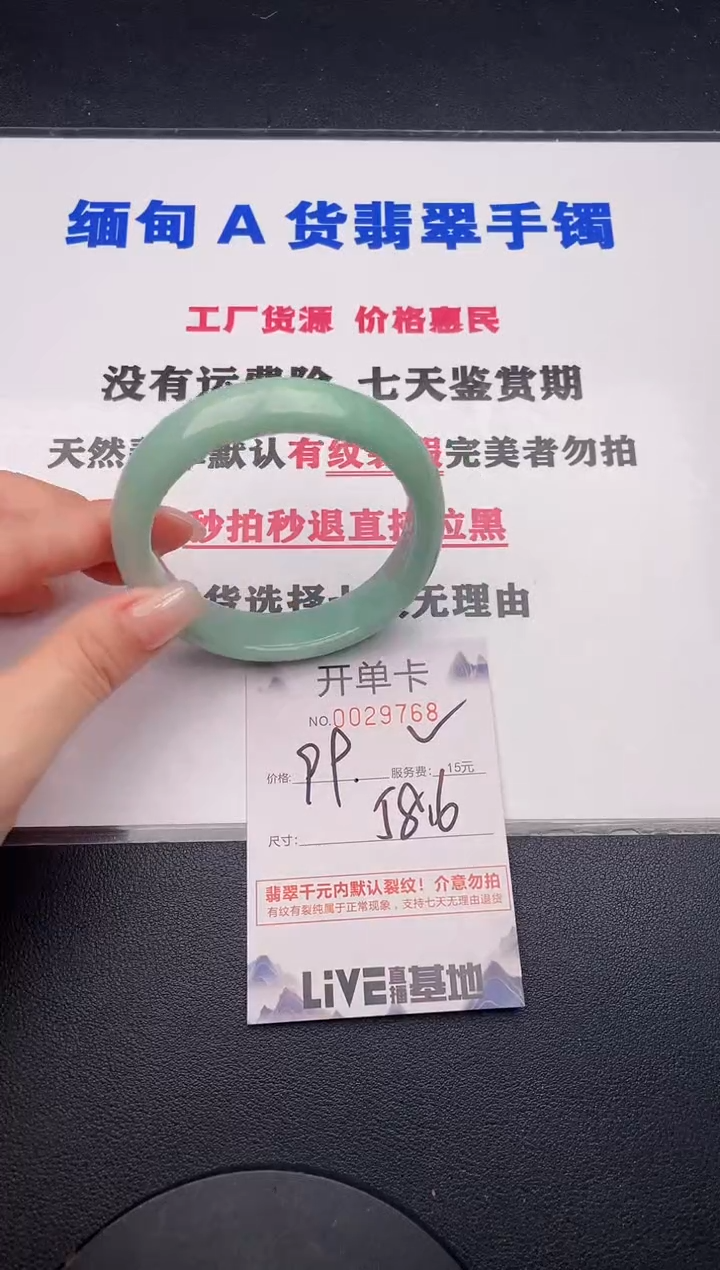 缅甸A货翡翠手镯
工厂货源 价格惠民
没有运费险 七天鉴赏期
天然 默认有纹 完美者勿拍
秒拍秒退直接拉黑
货选择 无理由
开单卡
NO.0029768
价格: PP. 服务费: 15元
尺寸: 58.6
翡翠千元内默认裂纹！介意勿拍
有纹有裂纯属于正常现象，支持七天无理由退货
LiVE直播基地